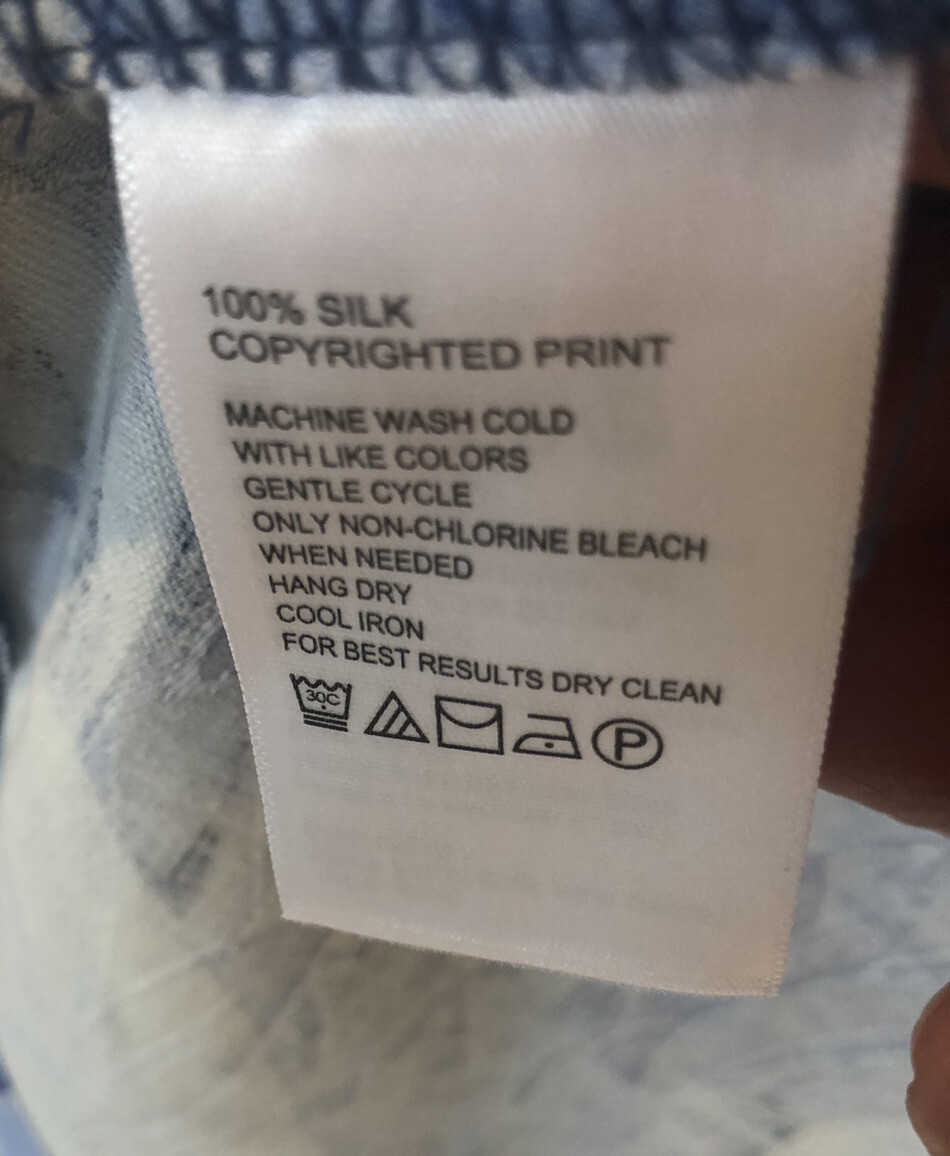 100% SILK
COPYRIGHTED PRINT
MACHINE WASH COLD
WITH LIKE COLORS
GENTLE CYCLE
ONLY NON-CHLORINE BLEACH
WHEN NEEDED
HANG DRY
COOL IRON
FOR BEST RESULTS DRY CLEAN
30C P